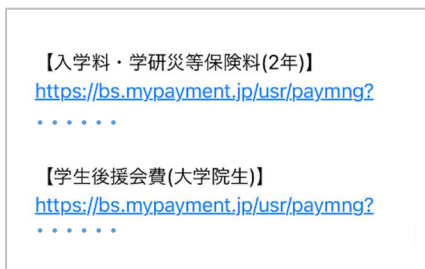 【入学料・学研災等保険料(2年)】
https://bs.mypayment.jp/usr/paymng?
・・・・・・
【学生後援会費(大学院生)】
https://bs.mypayment.jp/usr/paymng?
・・・・・・